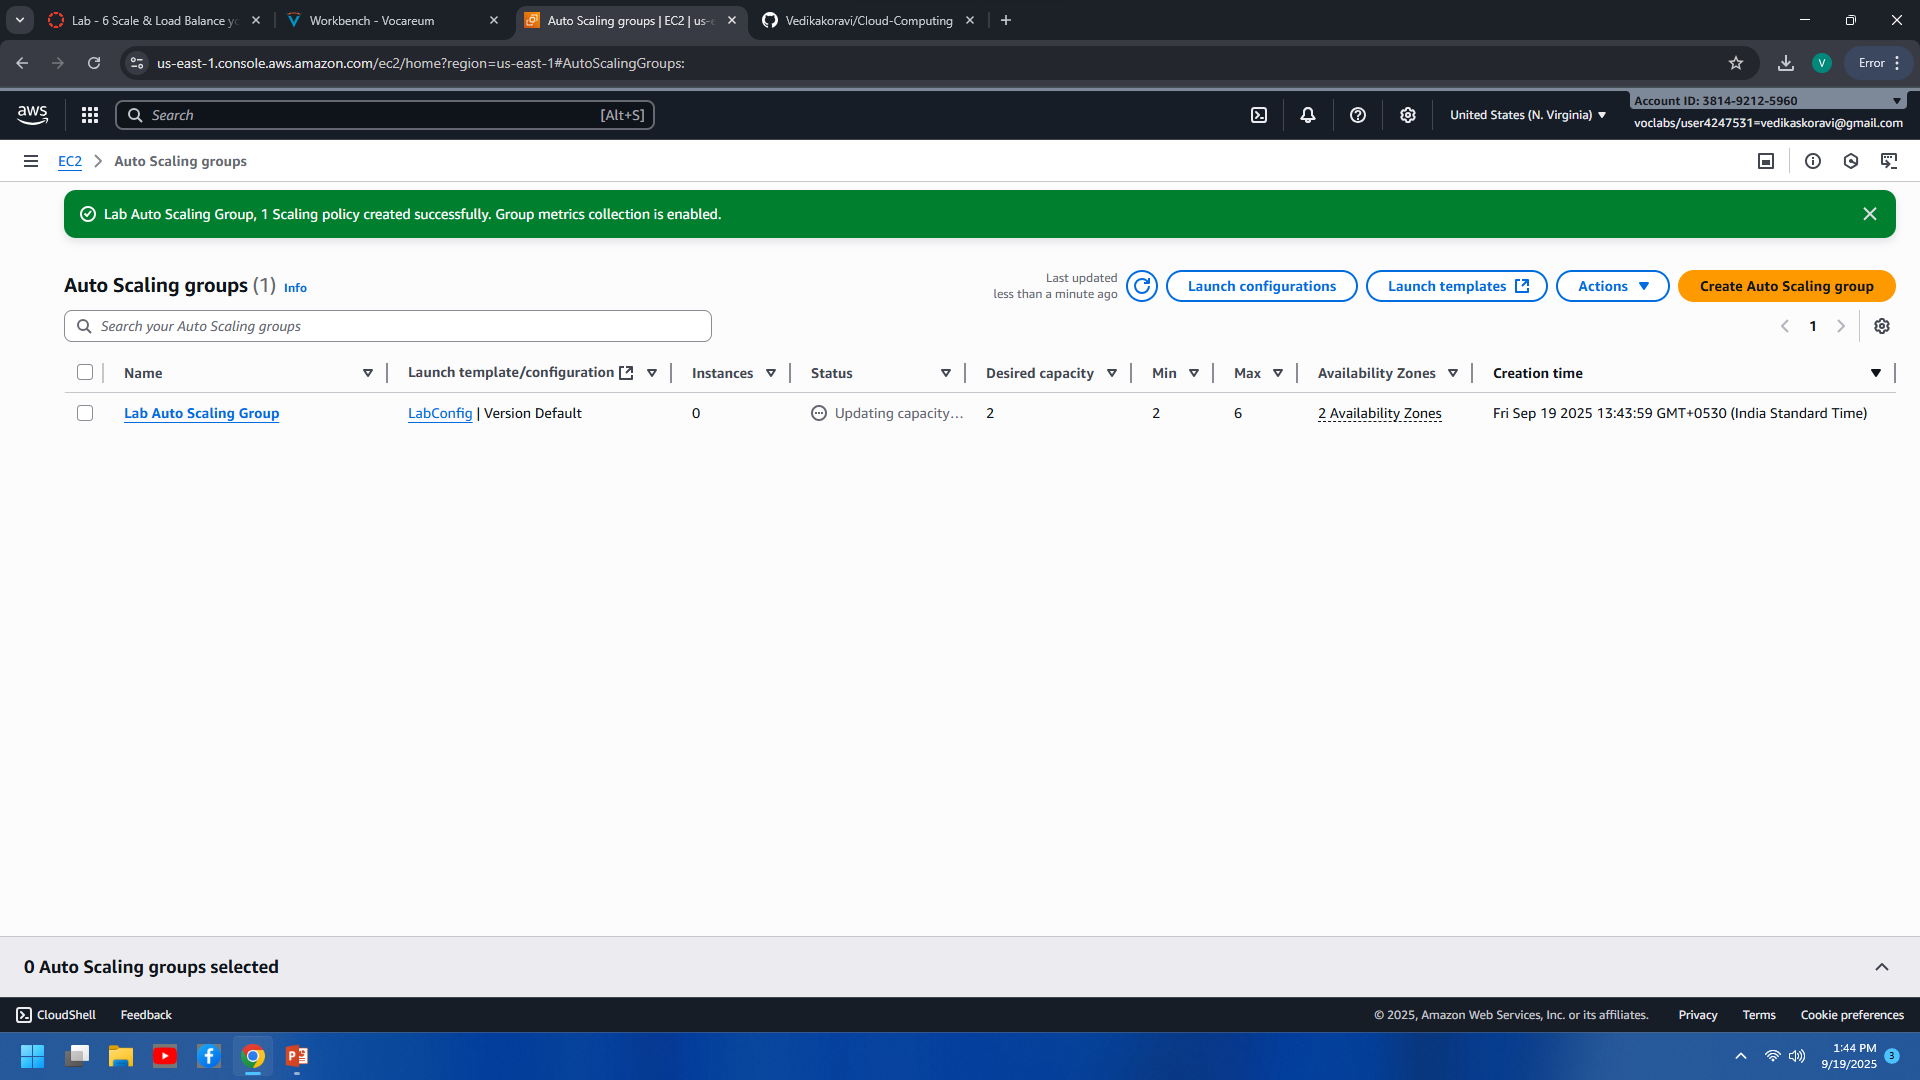 Lab - 6 Scale & Load Balance yo
Workbench - Vocareum
Auto Scaling groups | EC2 | us-e
Vedikakoravi/Cloud-Computing
us-east-1.console.aws.amazon.com/ec2/home?region=us-east-1#AutoScalingGroups:
V
Error
aws
Search
[Alt+S]
United States (N. Virginia)
Account ID: 3814-9212-5960
voclabs/user4247531=vedikaskoravi@gmail.com
EC2 > Auto Scaling groups
Lab Auto Scaling Group, 1 Scaling policy created successfully. Group metrics collection is enabled.
Auto Scaling groups (1) Info
Last updated
less than a minute ago
Launch configurations
Launch templates
Actions
Create Auto Scaling group
Search your Auto Scaling groups
1
Name Launch template/configuration Instances Status Desired capacity Min Max Availability Zones Creation time
Lab Auto Scaling Group LabConfig | Version Default 0 Updating capacity... 2 2 6 2 Availability Zones Fri Sep 19 2025 13:43:59 GMT+0530 (India Standard Time)
0 Auto Scaling groups selected
CloudShell Feedback © 2025, Amazon Web Services, Inc. or its affiliates. Privacy Terms Cookie preferences
1:44 PM
9/19/2025
3